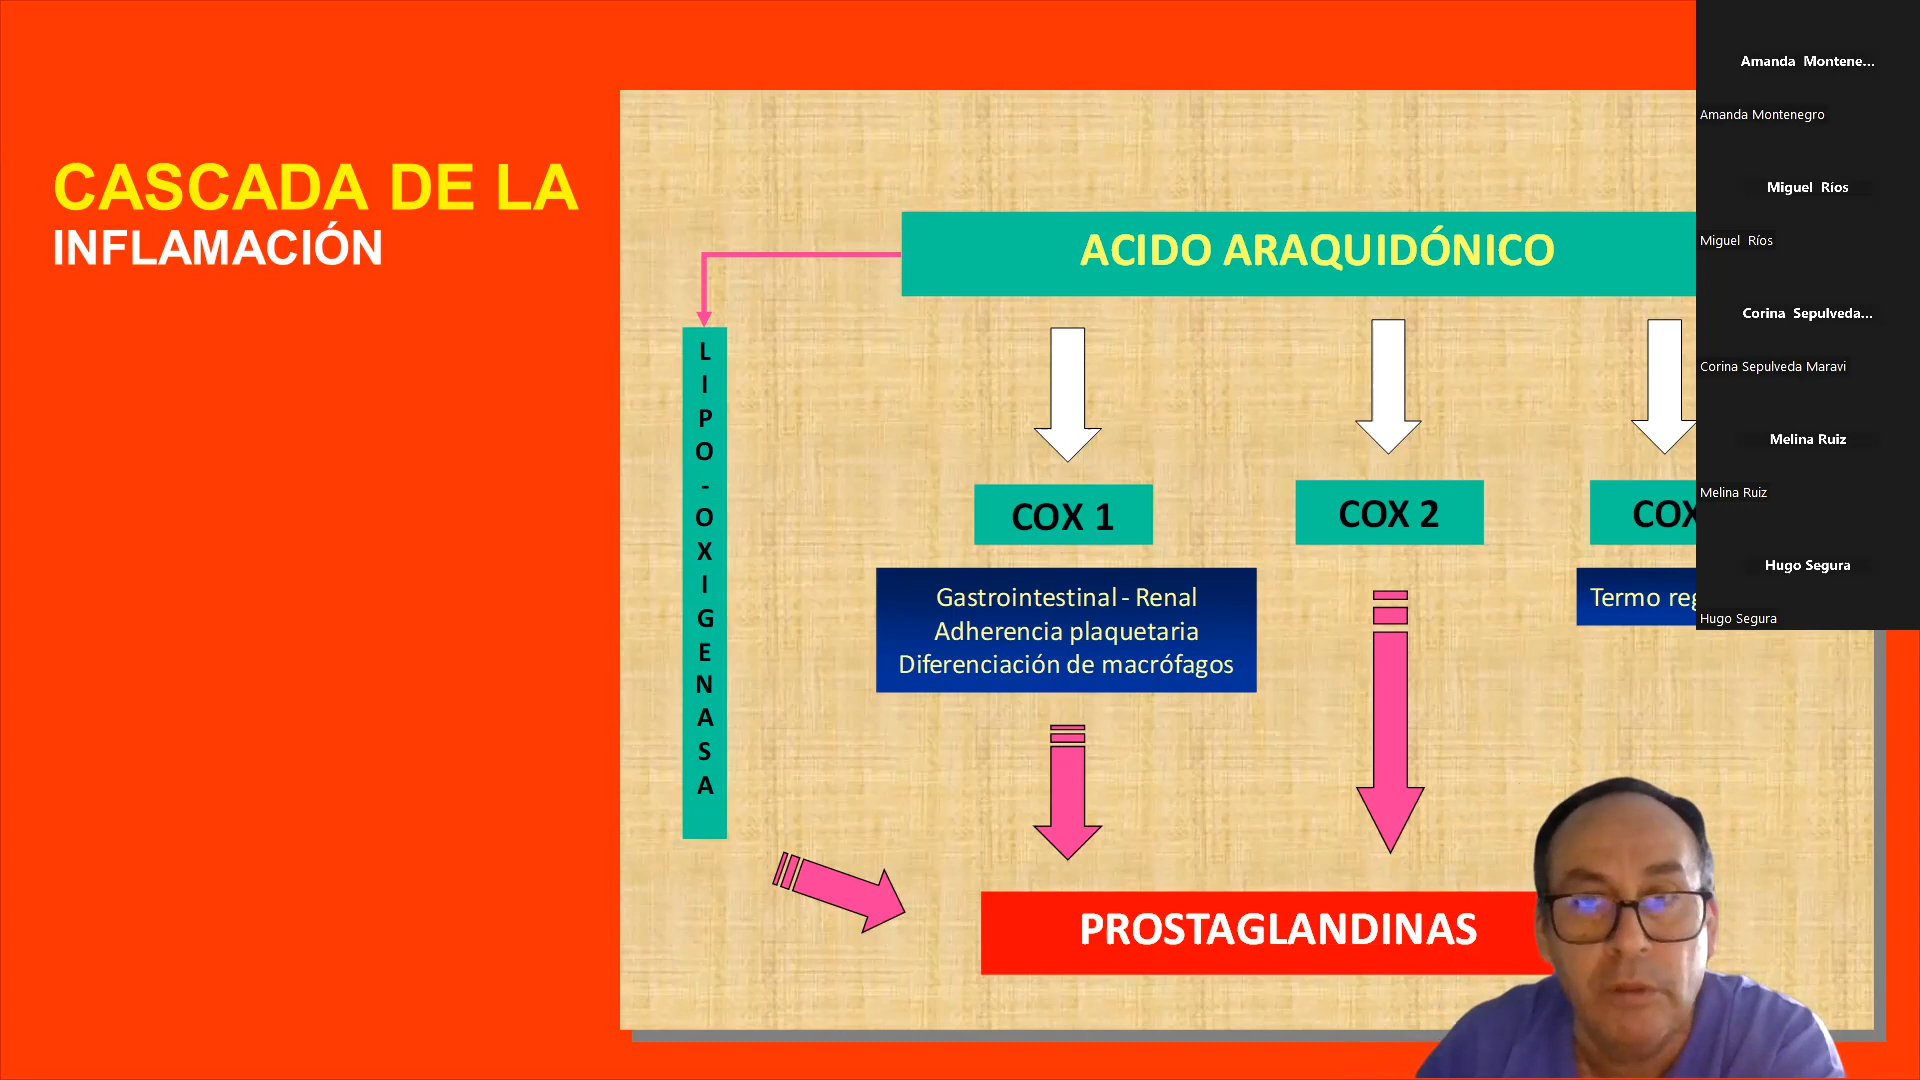 CASCADA DE LA
INFLAMACIÓN
ACIDO ARAQUIDÓNICO
LIPO-OXIGENASA
COX 1
COX 2
COX
Gastrointestinal - Renal
Adherencia plaquetaria
Diferenciación de macrófagos
Termo
PROSTAGLANDINAS
Amanda Montene...
Amanda Montenegro
Miguel Ríos
Miguel Ríos
Corina Sepulveda...
Corina Sepulveda Maravi
Melina Ruiz
Melina Ruiz
Hugo Segura
Hugo Segura